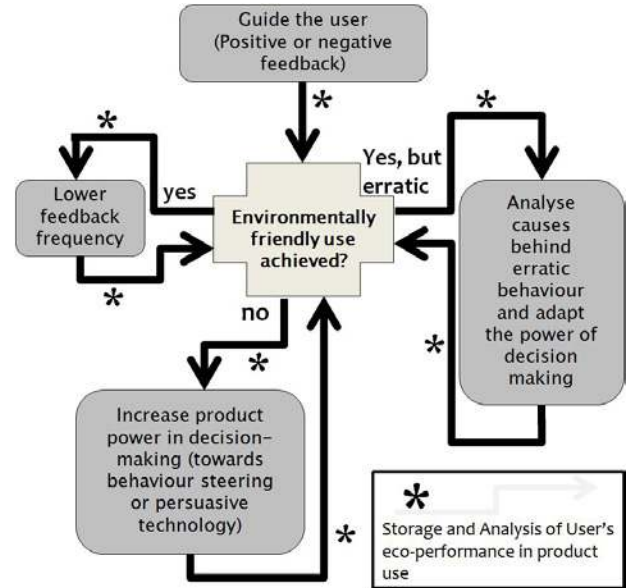 Guide the user
(Positive or negative
feedback)
*
*
*
Yes, but
erratic
yes
Lower
feedback
frequency
Environmentally
friendly use
achieved?
Analyse
causes
behind
erratic
behaviour
and adapt
the power of
decision
making
*
no
*
*
Increase product
power in decision-
making (towards
behaviour steering
or persuasive
technology)
*
*
Storage and Analysis of User's
eco-performance in product
use